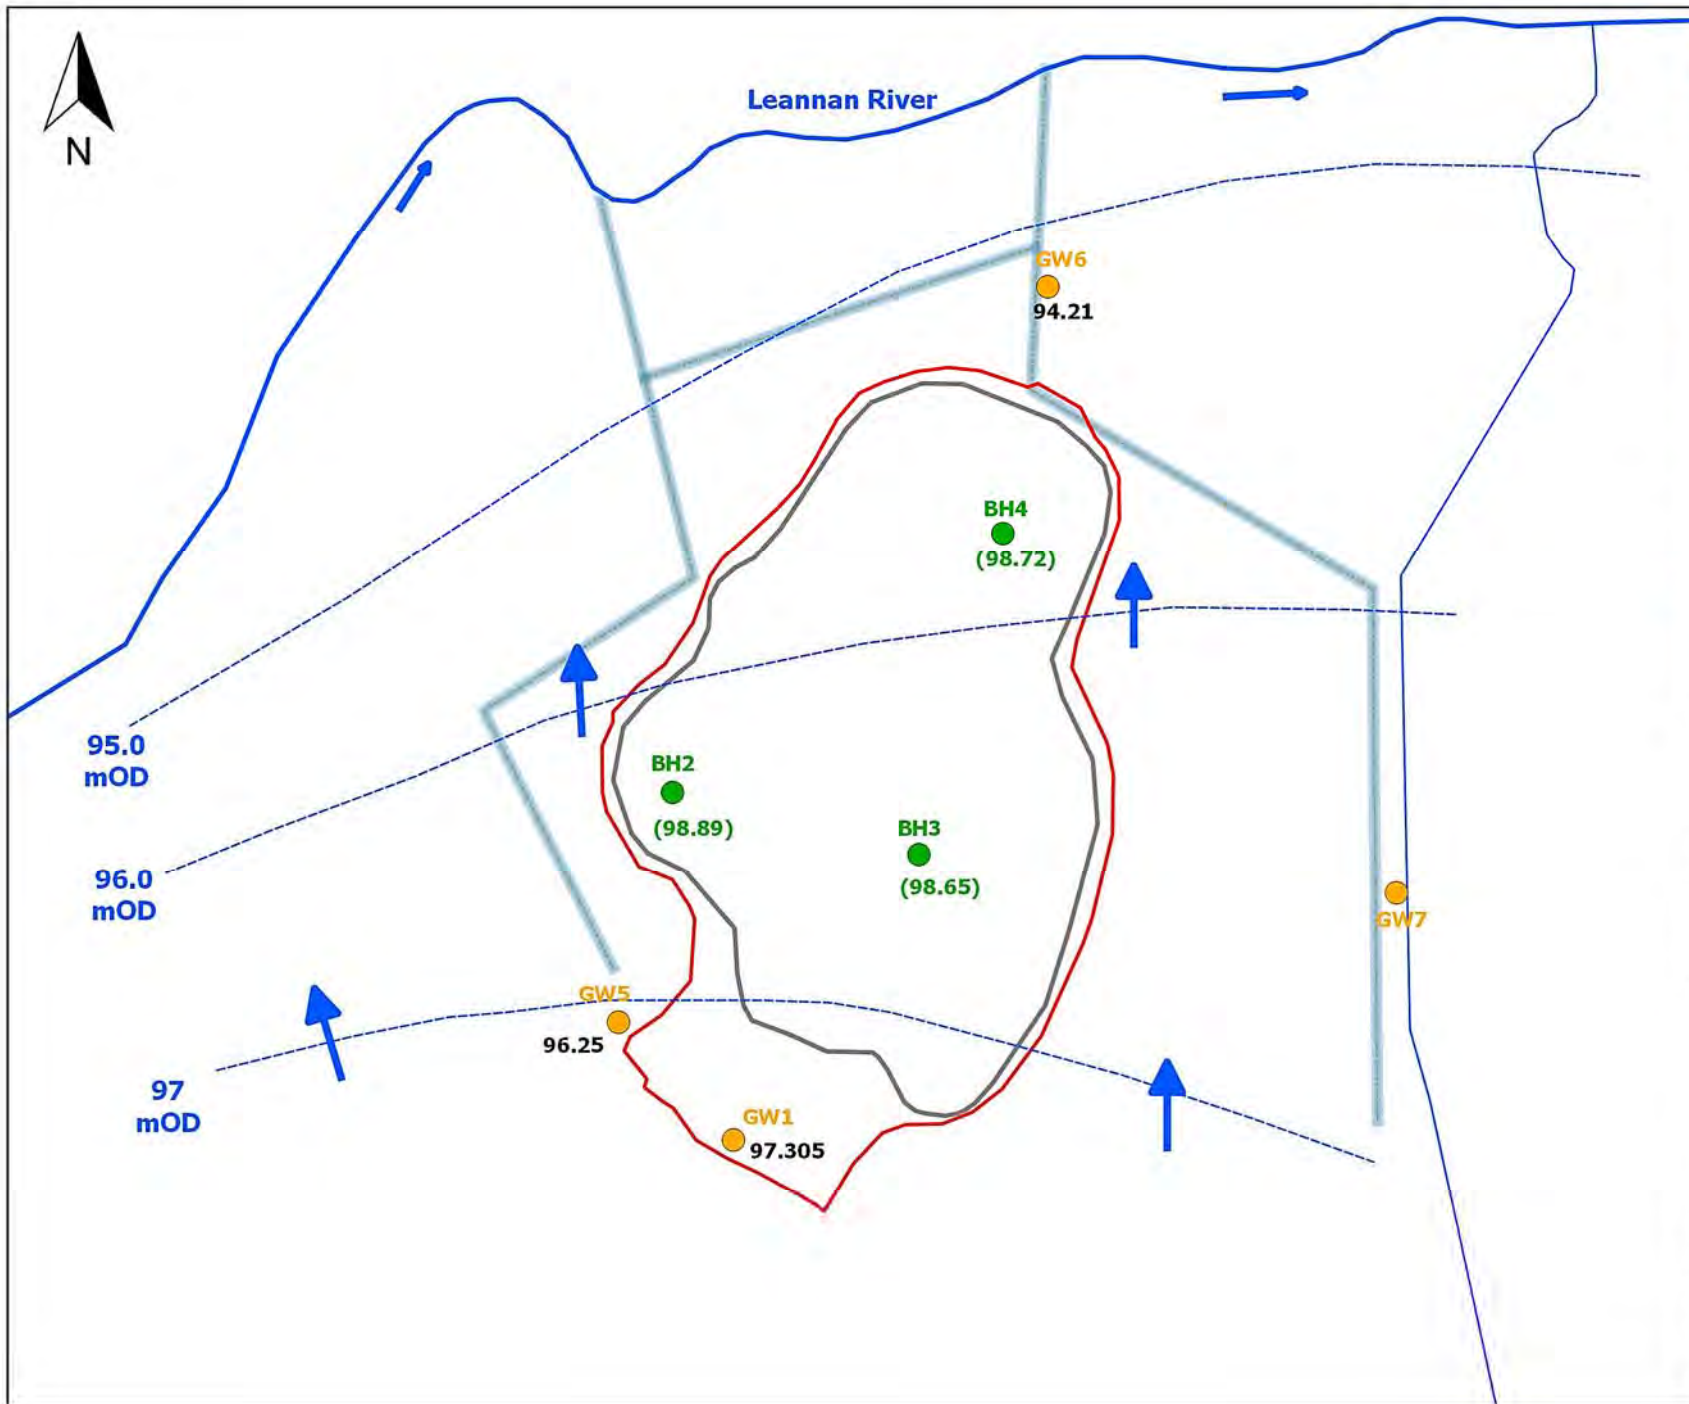 Leannan River
N
GW6
94.21
BH4
(98.72)
95.0
mOD
BH2
(98.89)
BH3
(98.65)
96.0
mOD
GW7
GW5
96.25
97
mOD
GW1
97.305